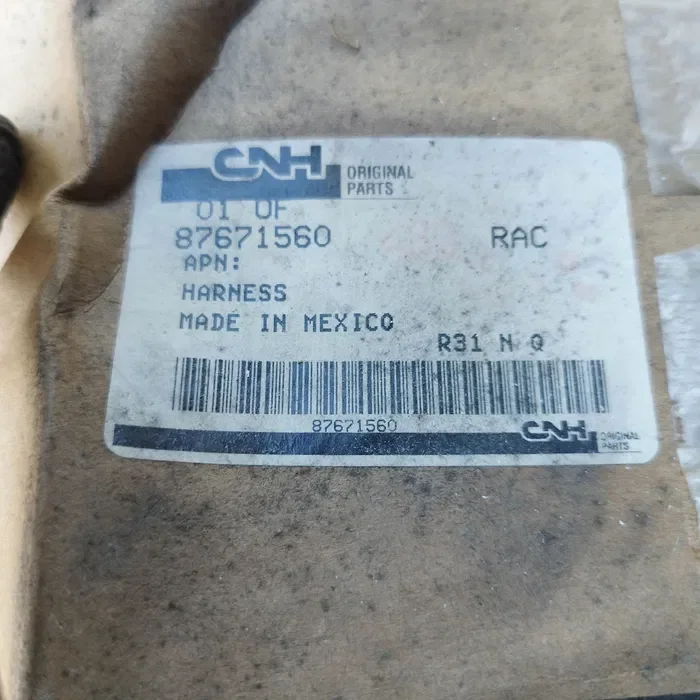 CNH ORIGINAL
PARTS
01 OF
87671560 RAC
APN:
HARNESS
MADE IN MEXICO
R31 N Q
87671560
CNH ORIGINAL
PARTS